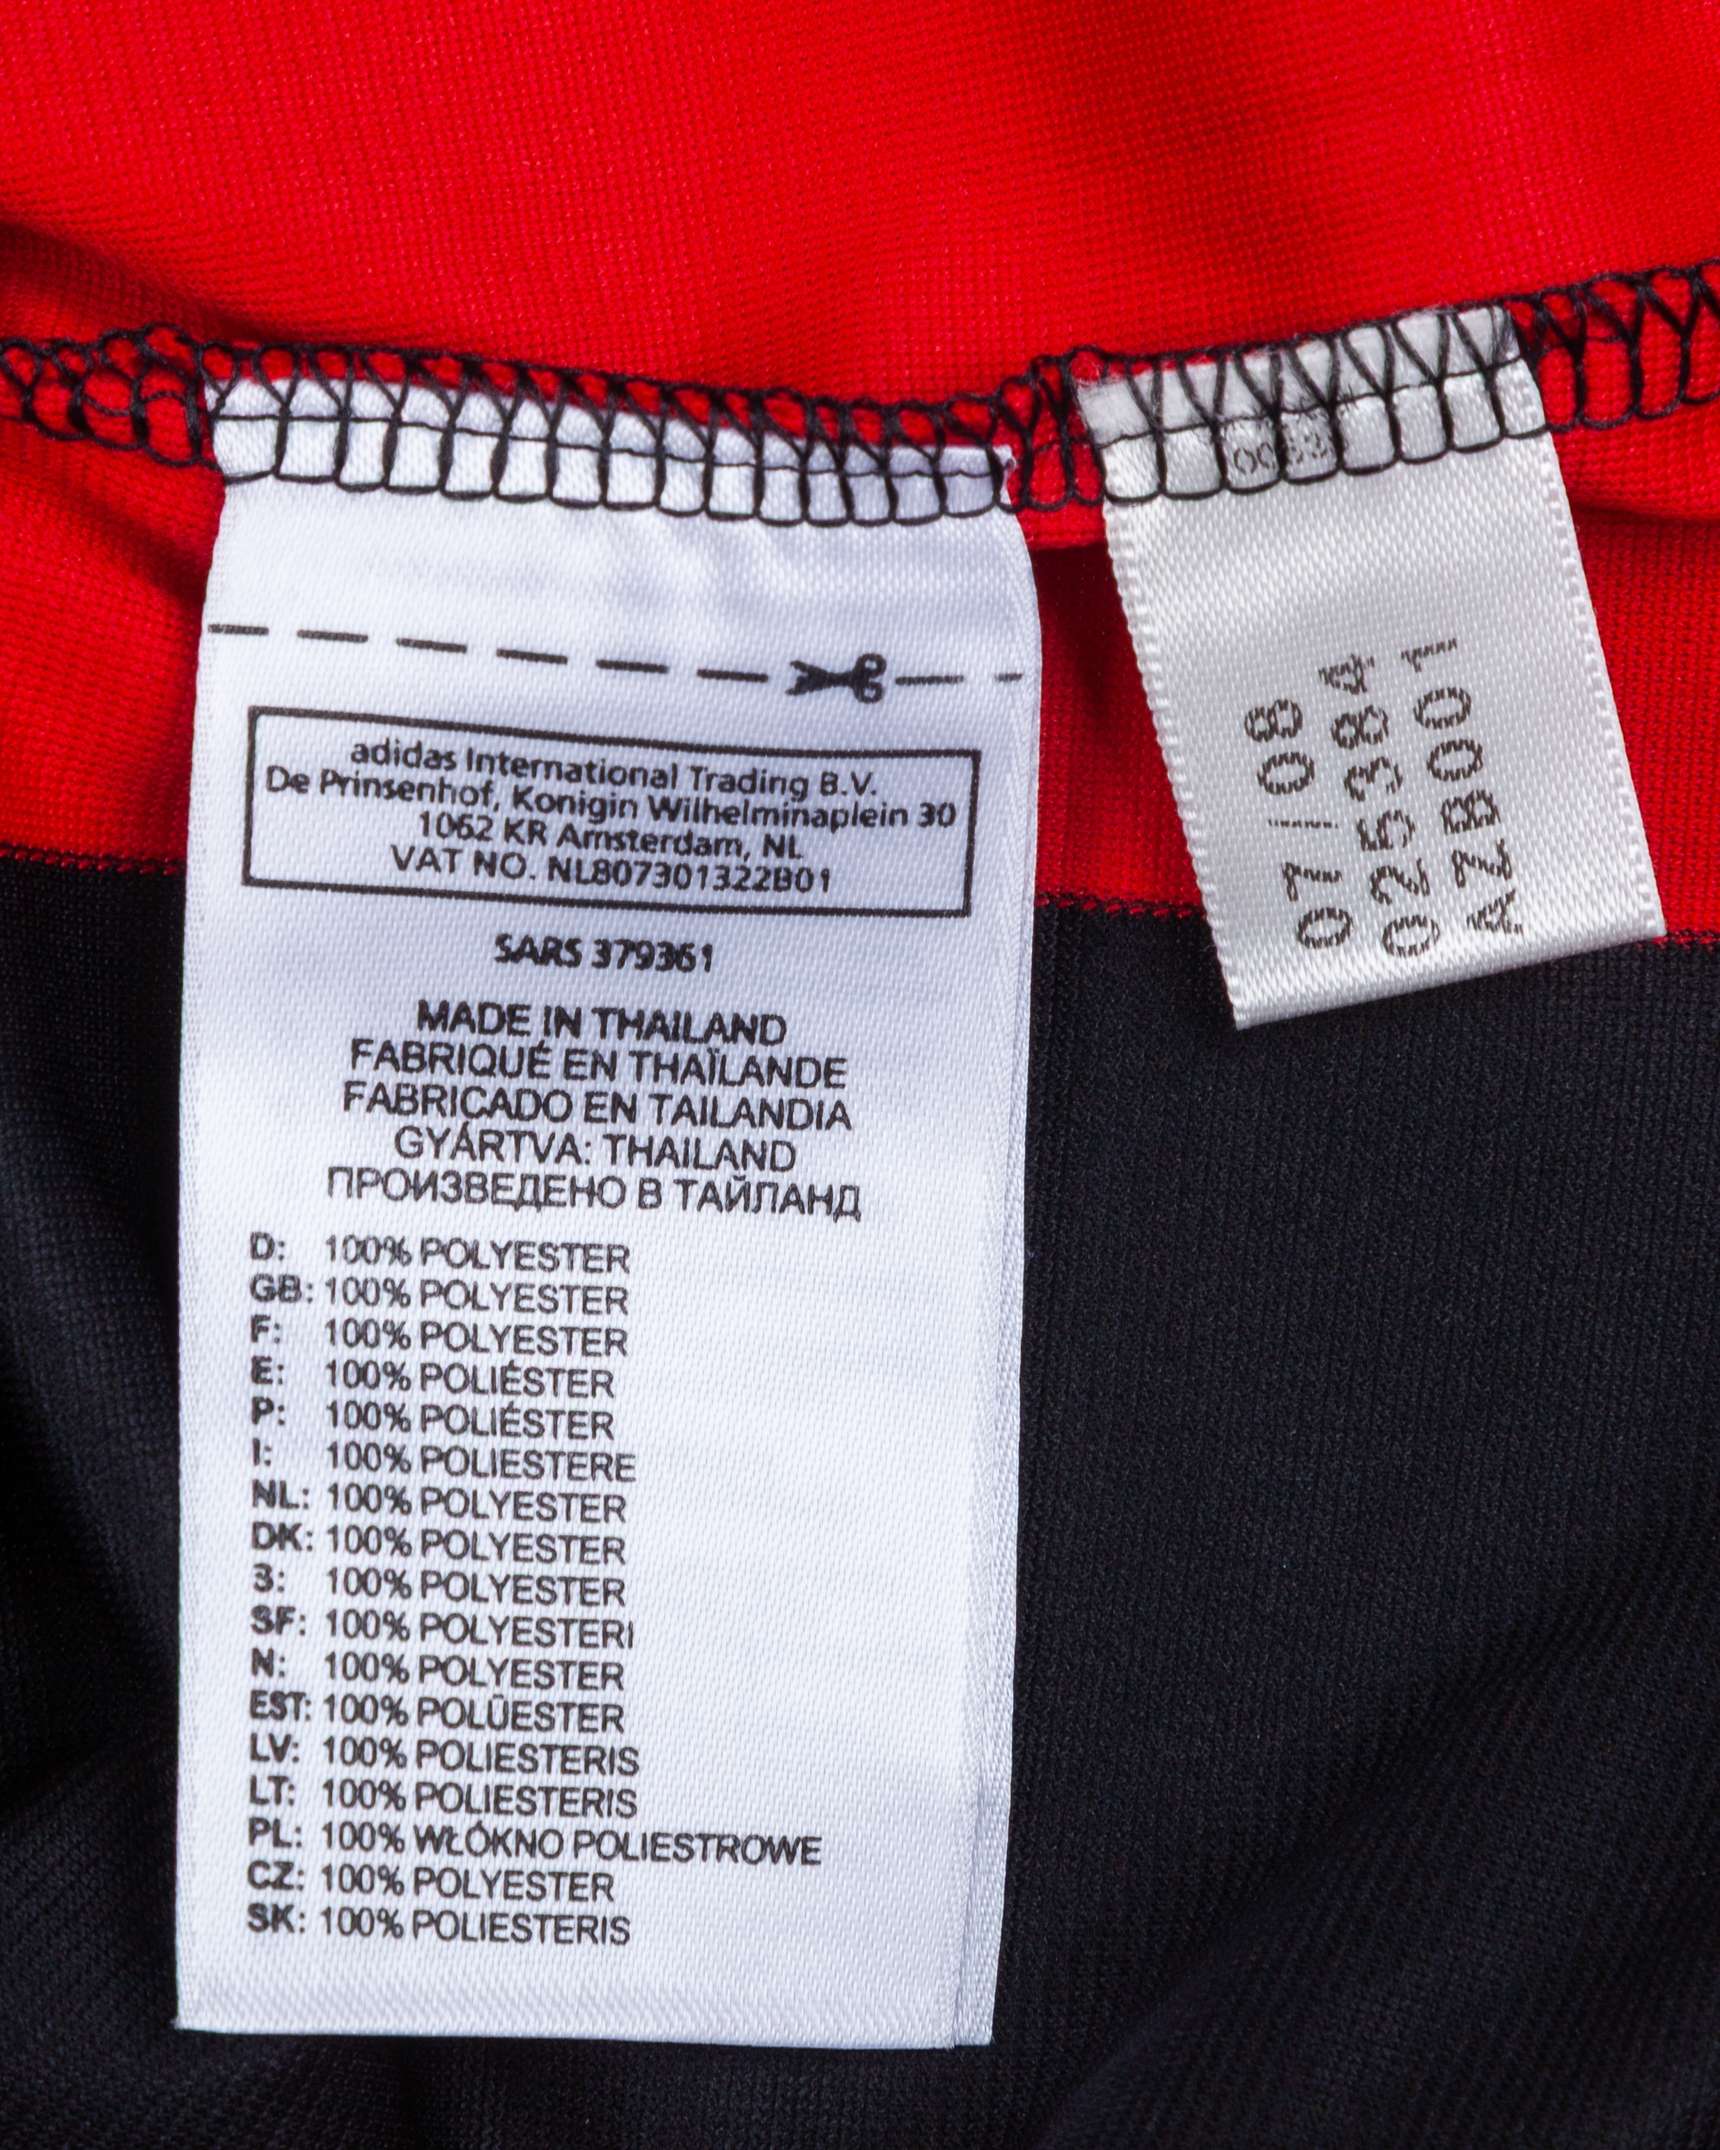 adidas International Trading B.V.
De Prinsenhof, Konigin Wilhelminaplein 30
1062 KR Amsterdam, NL
VAT NO. NL807301322B01
SARS 379361
MADE IN THAILAND
FABRIQUÉ EN THAÏLANDE
FABRICADO EN TAILANDIA
GYÁRTVA: THAILAND
ПРОИЗВЕДЕНО В ТАЙЛАНД
D: 100% POLYESTER
GB: 100% POLYESTER
F: 100% POLYESTER
E: 100% POLIÉSTER
P: 100% POLIÉSTER
I: 100% POLIESTERE
NL: 100% POLYESTER
DK: 100% POLYESTER
3: 100% POLYESTER
SF: 100% POLYESTERI
N: 100% POLYESTER
EST: 100% POLÜESTER
LV: 100% POLIESTERIS
LT: 100% POLIESTERIS
PL: 100% WŁÓKNO POLIESTROWE
CZ: 100% POLYESTER
SK: 100% POLIESTERIS
07/08
025384
AZB001